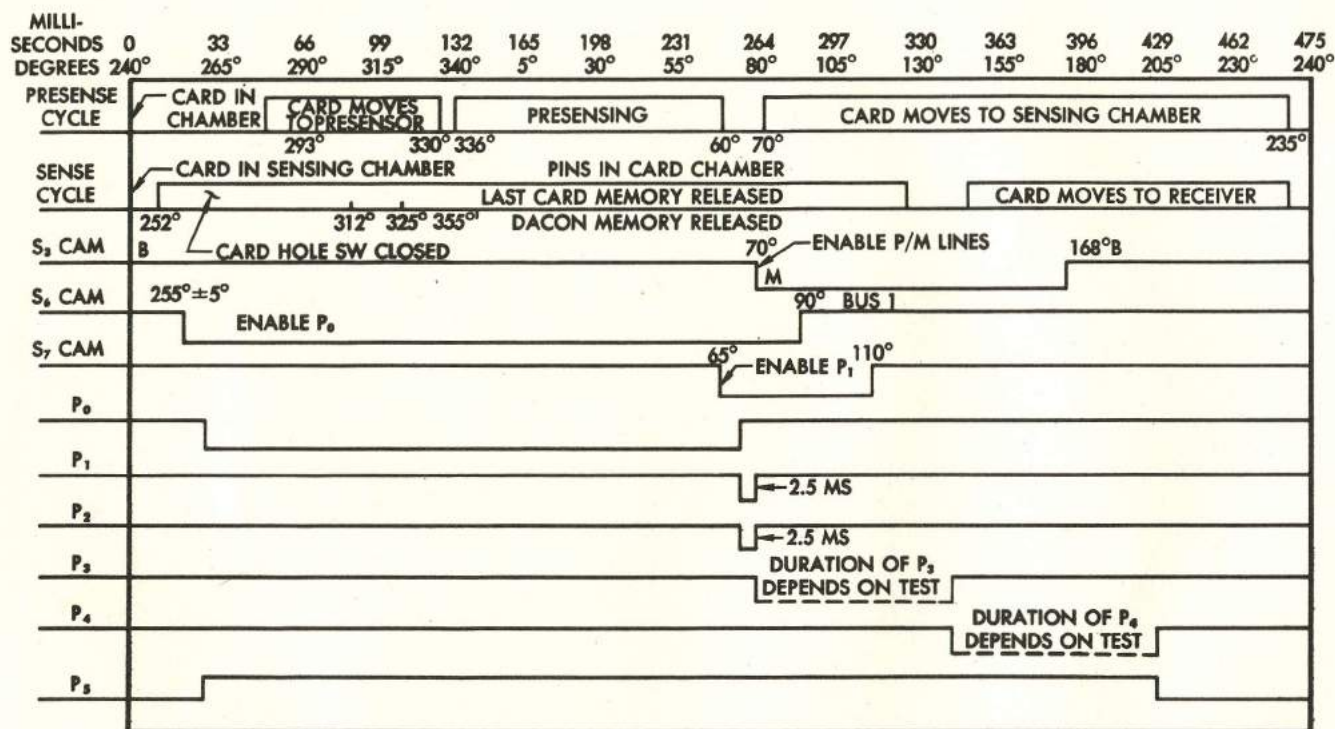 MILLI-
SECONDS 0 33 66 99 132 165 198 231 264 297 330 363 396 429 462 475
DEGREES 240° 265° 290° 315° 340° 5° 30° 55° 80° 105° 130° 155° 180° 205° 230° 240°
PRESENSE
CYCLE
CARD IN
CHAMBER
CARD MOVES
TOPRESENSOR
PRESENSING
CARD MOVES TO SENSING CHAMBER
293° 330° 336° 60° 70° 235°
SENSE
CYCLE
CARD IN SENSING CHAMBER PINS IN CARD CHAMBER
LAST CARD MEMORY RELEASED
CARD MOVES TO RECEIVER
252° 312° 325° 355° DACON MEMORY RELEASED
CARD HOLE SW CLOSED
S₃ CAM B 70° ENABLE P/M LINES 168°B
M
S₆ CAM 255°±5° 90° BUS 1
ENABLE P₀
S₇ CAM 65° ENABLE P₁ 110°
P₀
P₁
2.5 MS
P₂
2.5 MS
P₃
DURATION OF P₃
DEPENDS ON TEST
P₄
DURATION OF P₄
DEPENDS ON TEST
P₅